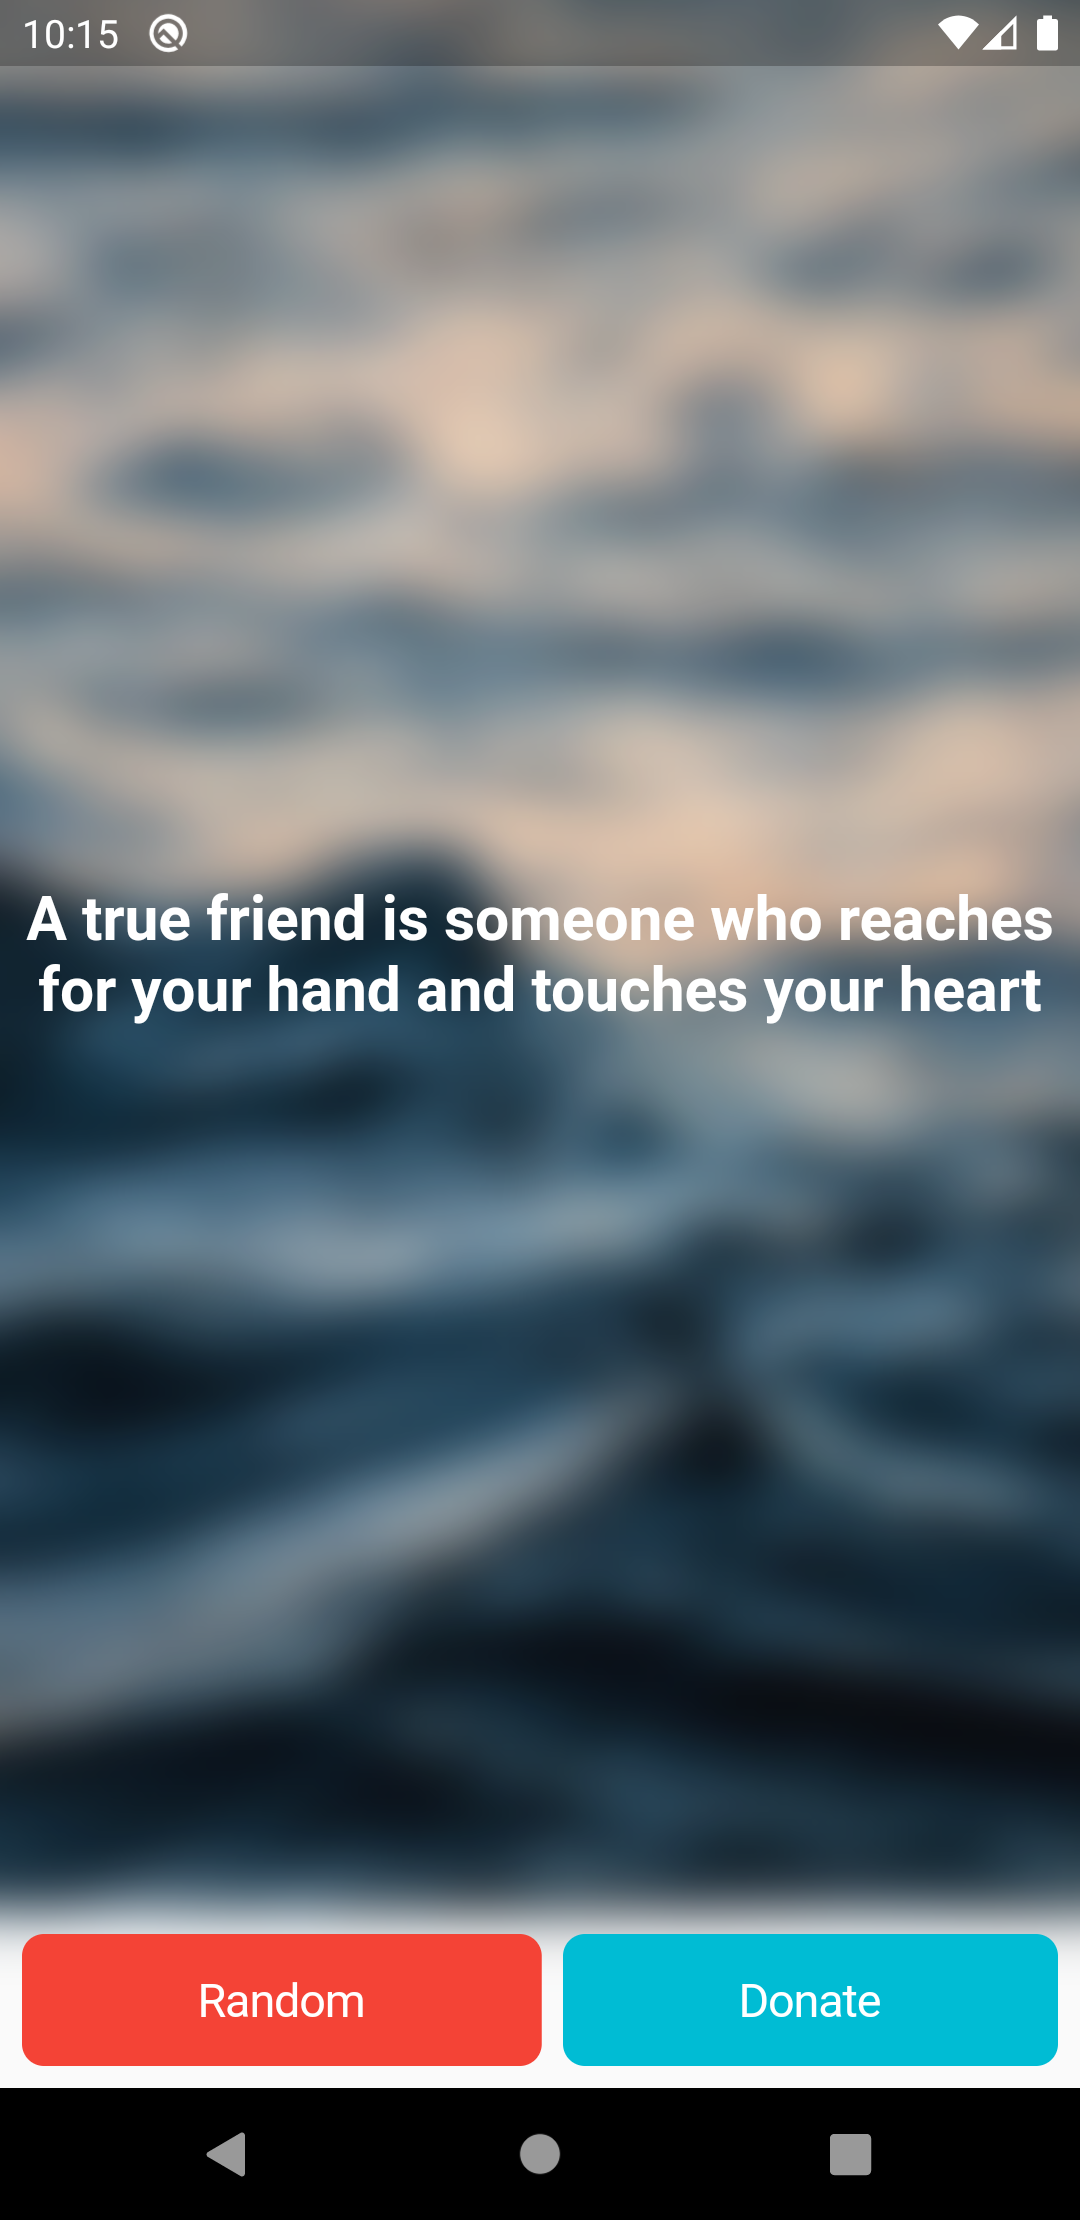 10:15
A true friend is someone who reaches
for your hand and touches your heart
Random
Donate